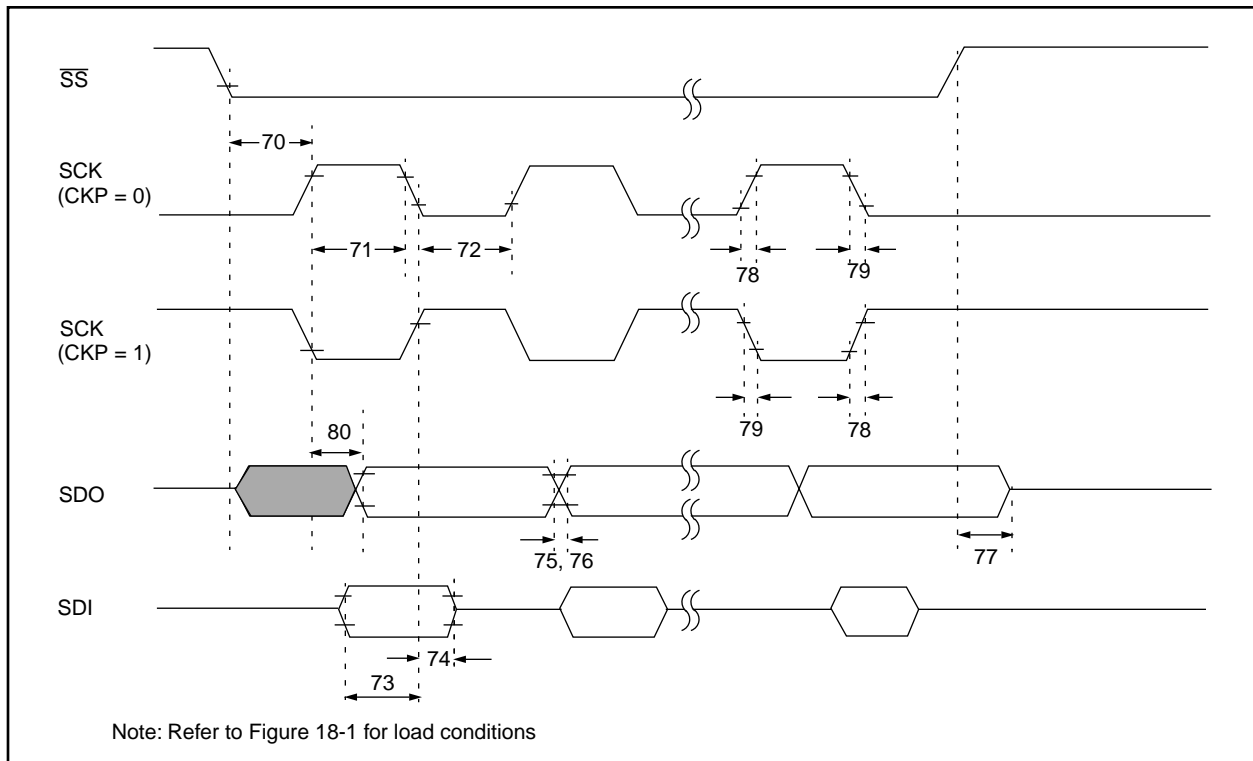 SS
70
SCK
(CKP = 0)
71
72
78
79
SCK
(CKP = 1)
79
78
80
SDO
75, 76
77
SDI
74
73
Note: Refer to Figure 18-1 for load conditions